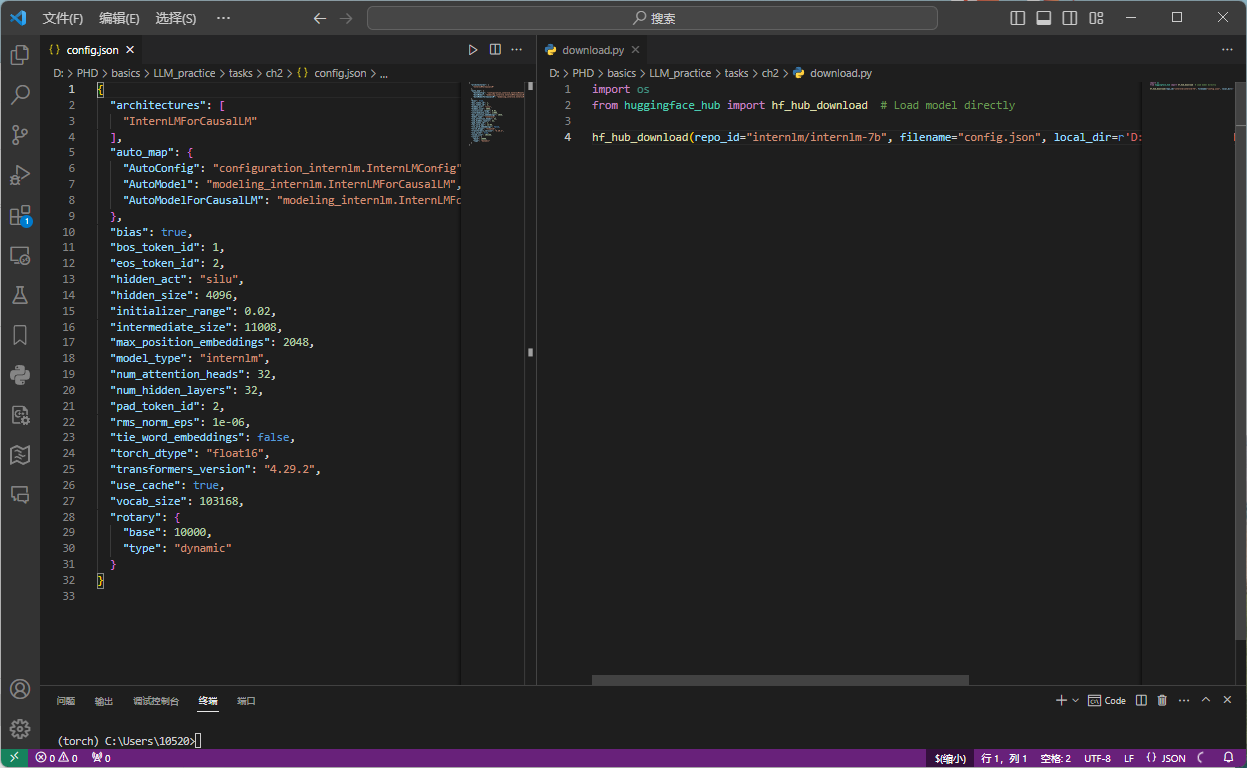 文件(F) 编辑(E) 选择(S) ··· 搜索
config.json
D: > PHD > basics > LLM_practice > tasks > ch2 > {} config.json > ...
1 {
2 "architectures": [
3 "InternLMForCausalLM"
4 ],
5 "auto_map": {
6 "AutoConfig": "configuration_internlm.InternLMConfig"
7 "AutoModel": "modeling_internlm.InternLMForCausalLM",
8 "AutoModelForCausalLM": "modeling_internlm.InternLMFo
9 },
10 "bias": true,
11 "bos_token_id": 1,
12 "eos_token_id": 2,
13 "hidden_act": "silu",
14 "hidden_size": 4096,
15 "initializer_range": 0.02,
16 "intermediate_size": 11008,
17 "max_position_embeddings": 2048,
18 "model_type": "internlm",
19 "num_attention_heads": 32,
20 "num_hidden_layers": 32,
21 "pad_token_id": 2,
22 "rms_norm_eps": 1e-06,
23 "tie_word_embeddings": false,
24 "torch_dtype": "float16",
25 "transformers_version": "4.29.2",
26 "use_cache": true,
27 "vocab_size": 103168,
28 "rotary": {
29 "base": 10000,
30 "type": "dynamic"
31 }
32 }
33
download.py
D: > PHD > basics > LLM_practice > tasks > ch2 > download.py
1 import os
2 from huggingface_hub import hf_hub_download # Load model directly
3
4 hf_hub_download(repo_id="internlm/internlm-7b", filename="config.json", local_dir=r'D:
1
问题 输出 调试控制台 终端 端口 Code
(torch) C:\Users\10520>
0 0 0 $(缩小) 行 1，列 1 空格: 2 UTF-8 LF {} JSON